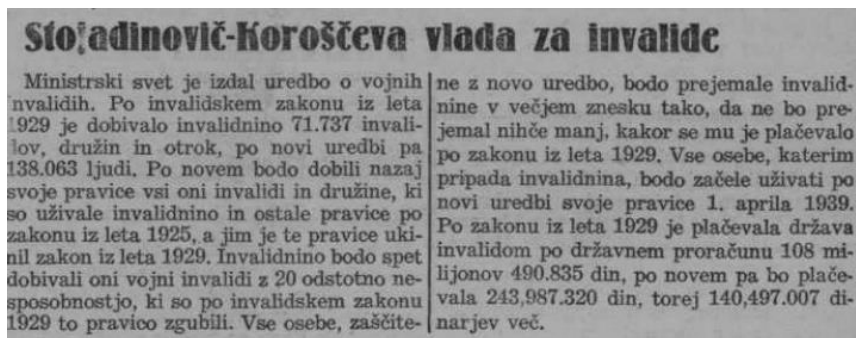 Stojadinovič-Koroščeva vlada za invalide
Ministrski svet je izdal uredbo o vojnih
nvalidih. Po invalidskem zakonu iz leta
1929 je dobivalo invalidnino 71.737 invali-
lov, družin in otrok, po novi uredbi pa
138.063 ljudi. Po novem bodo dobili nazaj
svoje pravice vsi oni invalidi in družine, ki
so uživale invalidnino in ostale pravice po
zakonu iz leta 1925, a jim je te pravice uki-
nil zakon iz leta 1929. Invalidnino bodo spet
dobivali oni vojni invalidi z 20 odstotno ne-
sposobnostjo, ki so po invalidskem zakonu
1929 to pravico zgubili. Vse osebe, zaščite-
ne z novo uredbo, bodo prejemale invalid-
nine v večjem znesku tako, da ne bo pre-
jemal nihče manj, kakor se mu je plačevalo
po zakonu iz leta 1929. Vse osebe, katerim
pripada invalidnina, bodo začele uživati po
novi uredbi svoje pravice 1. aprila 1939.
Po zakonu iz leta 1929 je plačevala država
invalidom po državnem proračunu 108 mi-
lijonov 490.835 din, po novem pa bo plače-
vala 243,987.320 din, torej 140,497.007 di-
narjev več.